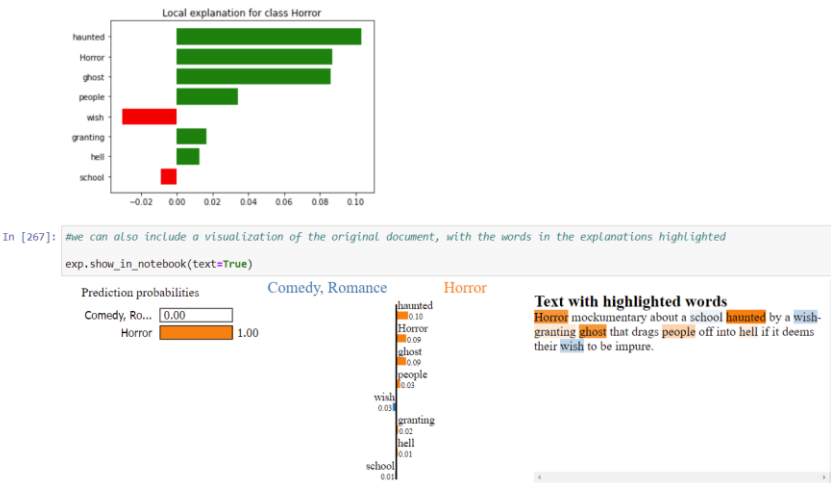 Local explanation for class Horror
haunted
Horror
ghost
people
wish
granting
hell
school
−0.02 0.00 0.02 0.04 0.06 0.08 0.10
In [267]: #we can also include a visualization of the original document, with the words in the explanations highlighted
exp.show_in_notebook(text=True)
Prediction probabilities
Comedy, Ro... 0.00
Horror 1.00
Comedy, Romance Horror
haunted
0.10
Horror
0.09
ghost
0.09
people
0.03
wish
0.03
granting
0.02
hell
0.01
school
0.01
Text with highlighted words
Horror mockumentary about a school haunted by a wish-
granting ghost that drags people off into hell if it deems
their wish to be impure.